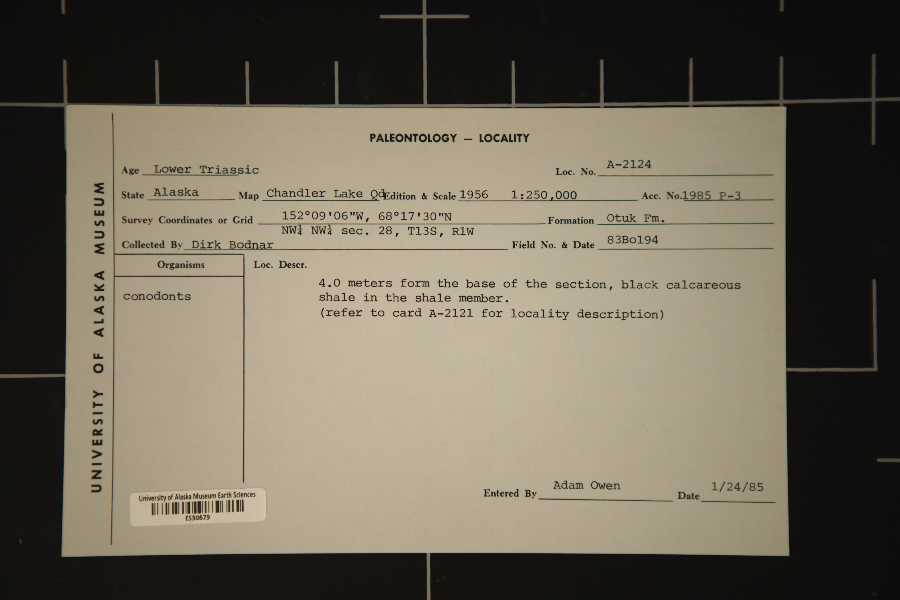 PALEONTOLOGY — LOCALITY
Age Lower Triassic Loc. No. A-2124
State Alaska Map Chandler Lake Qd Edition & Scale 1956 1:250,000 Acc. No. 1985 P-3
Survey Coordinates or Grid 152°09'06"W, 68°17'30"N Formation Otuk Fm.
NW¼ NW¼ sec. 28, T13S, R1W
Collected By Dirk Bodnar Field No. & Date 83Bo194
Organisms Loc. Descr.
conodonts
4.0 meters form the base of the section, black calcareous
shale in the shale member.
(refer to card A-2121 for locality description)
Entered By Adam Owen Date 1/24/85
UNIVERSITY OF ALASKA MUSEUM
University of Alaska Museum Earth Sciences
ES30679